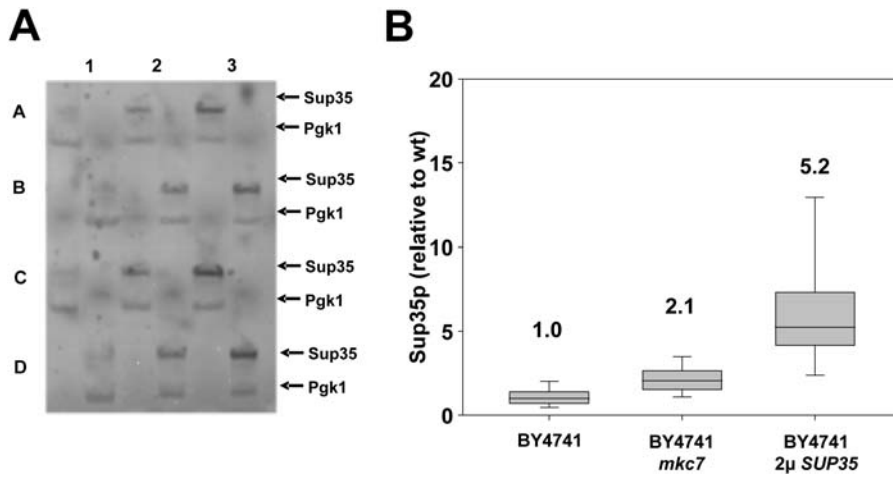 A
1 2 3
A
Sup35
Pgk1
B
Sup35
Pgk1
C
Sup35
Pgk1
D
Sup35
Pgk1
B
Sup35p (relative to wt)
20
15
10
5
0
1.0
2.1
5.2
BY4741
BY4741
mkc7
BY4741
2μ SUP35